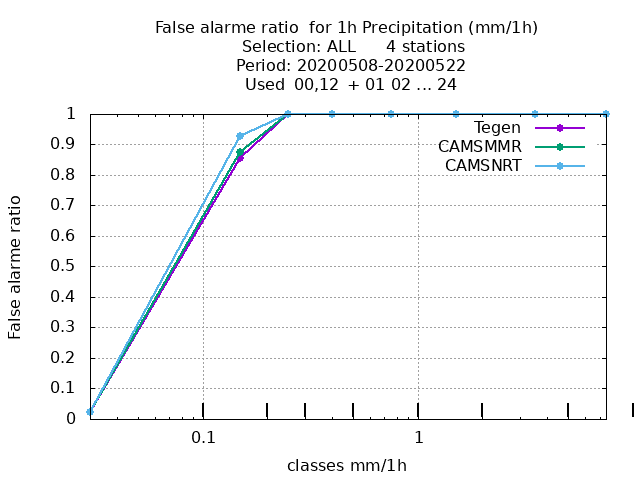 False alarme ratio  for 1h Precipitation (mm/1h)
Selection: ALL      4 stations
Period: 20200508-20200522
Used  00,12  + 01 02 ... 24
1
0.9
0.8
0.7
0.6
0.5
0.4
0.3
0.2
0.1
0
Tegen
CAMSMMR
CAMSNRT
False alarme ratio
0.1
1
classes mm/1h